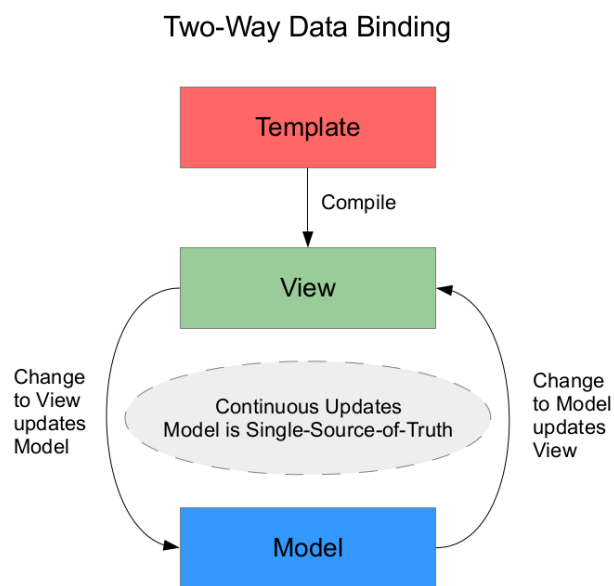 Two-Way Data Binding
Template
Compile
View
Change
to View
updates
Model
Continuous Updates
Model is Single-Source-of-Truth
Change
to Model
updates
View
Model